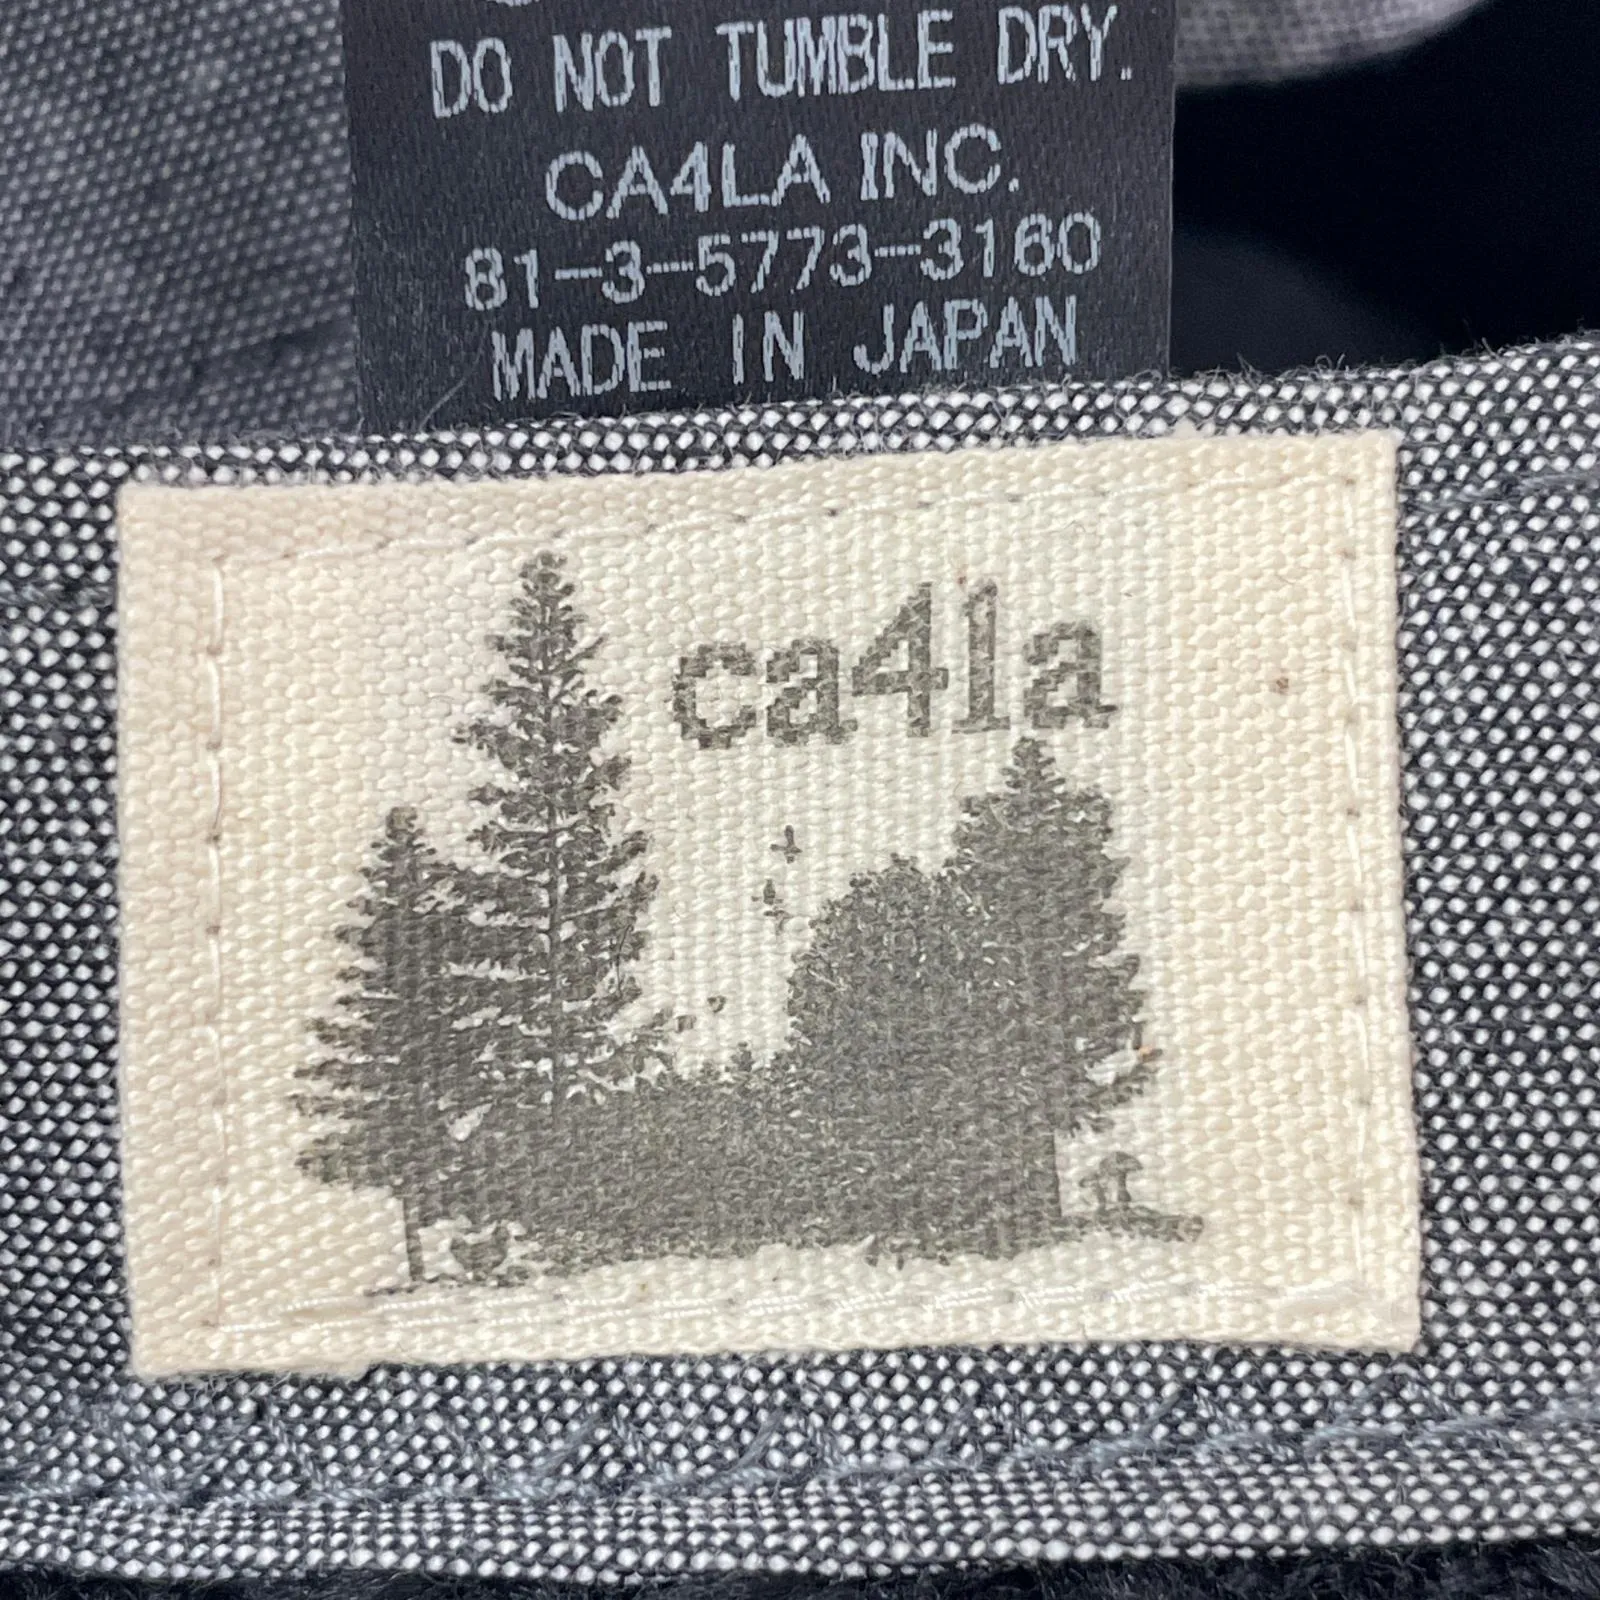 DO NOT TUMBLE DRY.
CA4LA INC.
81-3-5773-3160
MADE IN JAPAN
ca4la